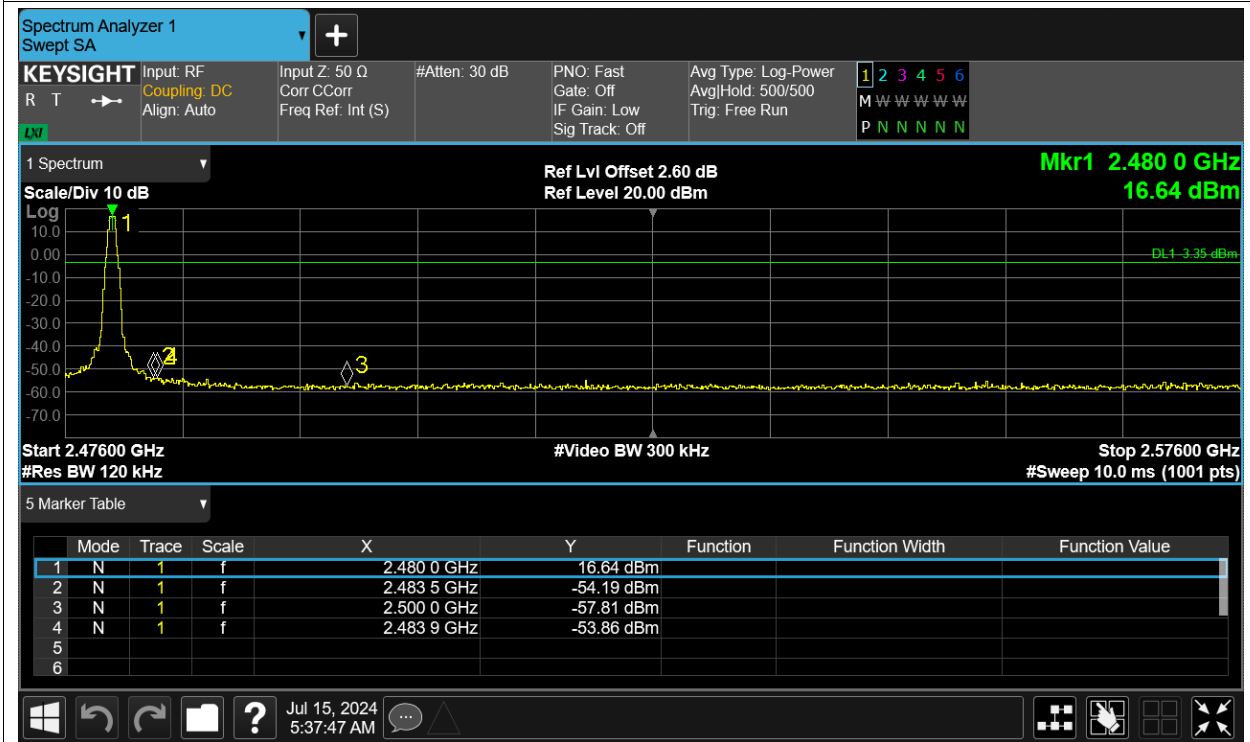 Spectrum Analyzer 1
Swept SA
KEYSIGHT Input: RF Input Z: 50 Ω #Atten: 30 dB PNO: Fast Avg Type: Log-Power 1 2 3 4 5 6
R T Coupling: DC Corr CCorr Gate: Off Avg|Hold: 500/500 M W W W W W W
Align: Auto Freq Ref: Int (S) IF Gain: Low Trig: Free Run
LXI Sig Track: Off P N N N N N N
1 Spectrum Ref Lvl Offset 2.60 dB Mkr1 2.480 0 GHz
Scale/Div 10 dB Ref Level 20.00 dBm 16.64 dBm
Log
1
10.0
0.00 DL1 -3.35 dBm
-10.0
-20.0
-30.0
-40.0
-50.0 3
-60.0
-70.0
Start 2.47600 GHz #Video BW 300 kHz Stop 2.57600 GHz
#Res BW 120 kHz #Sweep 10.0 ms (1001 pts)
5 Marker Table
Mode Trace Scale X Y Function Function Width Function Value
1 N 1 f 2.480 0 GHz 16.64 dBm
2 N 1 f 2.483 5 GHz -54.19 dBm
3 N 1 f 2.500 0 GHz -57.81 dBm
4 N 1 f 2.483 9 GHz -53.86 dBm
5
6
? Jul 15, 2024
5:37:47 AM